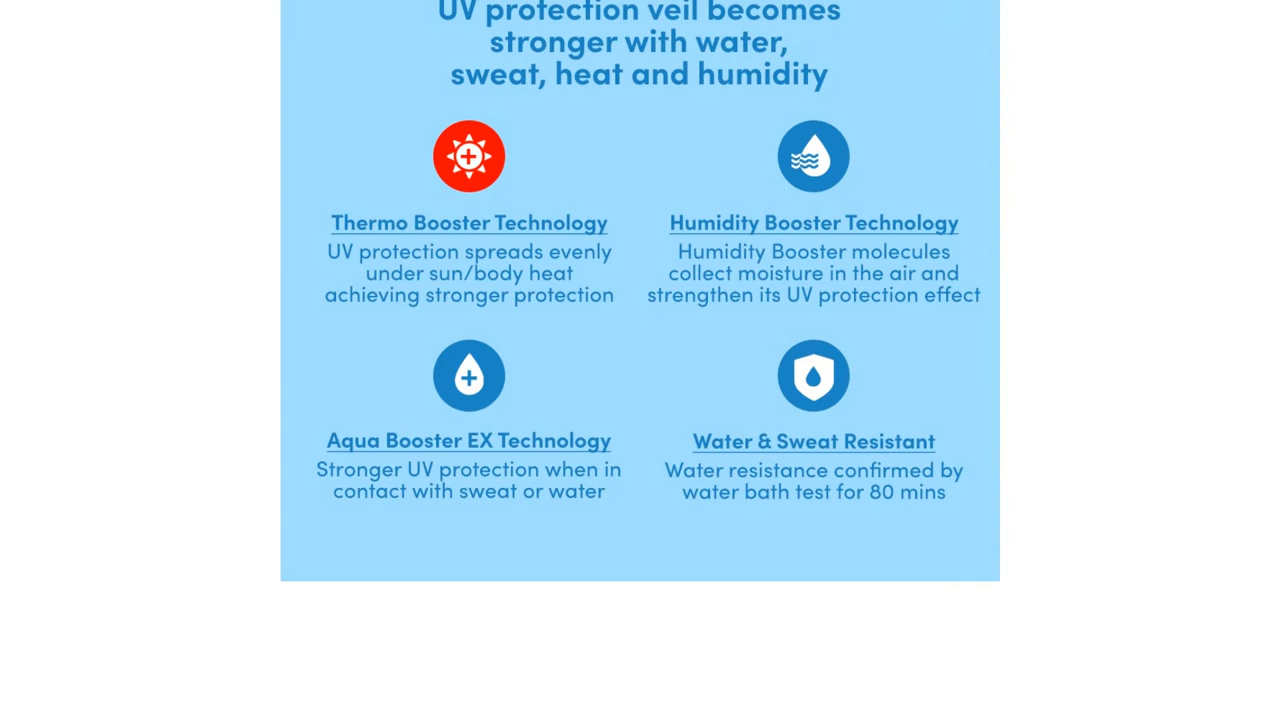 UV protection veil becomes
stronger with water,
sweat, heat and humidity
Thermo Booster Technology
UV protection spreads evenly
under sun/body heat
achieving stronger protection
Humidity Booster Technology
Humidity Booster molecules
collect moisture in the air and
strengthen its UV protection effect
Aqua Booster EX Technology
Stronger UV protection when in
contact with sweat or water
Water & Sweat Resistant
Water resistance confirmed by
water bath test for 80 mins